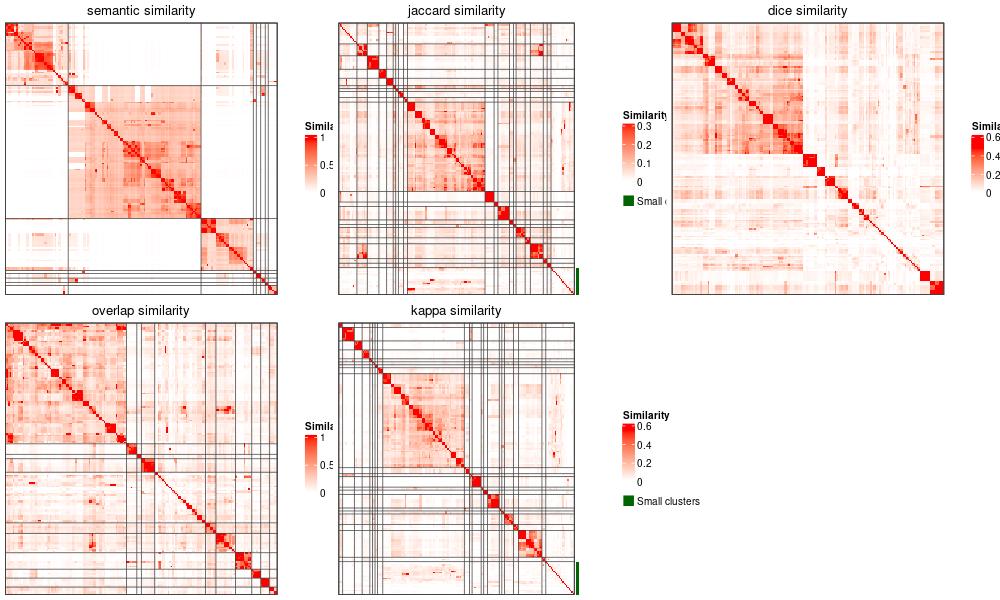 semantic similarity
jaccard similarity
dice similarity
Simila
1
0.5
0
Similarity
0.3
0.2
0.1
0
Small c
Simila
0.6
0.4
0.2
0
overlap similarity
kappa similarity
Simila
1
0.5
0
Similarity
0.6
0.4
0.2
0
Small clusters